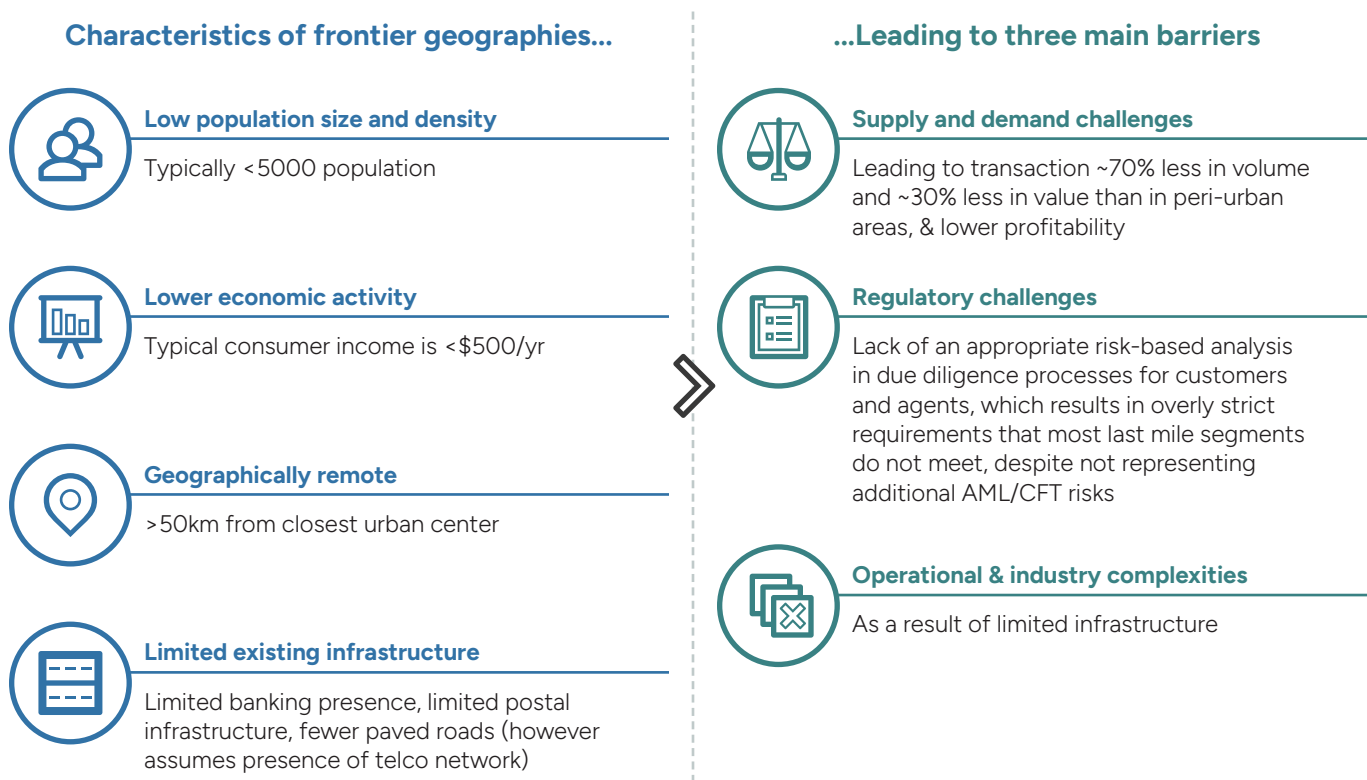 Characteristics of frontier geographies...
Low population size and density
Typically <5000 population
Lower economic activity
Typical consumer income is <$500/yr
Geographically remote
>50km from closest urban center
Limited existing infrastructure
Limited banking presence, limited postal
infrastructure, fewer paved roads (however
assumes presence of telco network)
...Leading to three main barriers
Supply and demand challenges
Leading to transaction ~70% less in volume
and ~30% less in value than in peri-urban
areas, & lower profitability
Regulatory challenges
Lack of an appropriate risk-based analysis
in due diligence processes for customers
and agents, which results in overly strict
requirements that most last mile segments
do not meet, despite not representing
additional AML/CFT risks
Operational & industry complexities
As a result of limited infrastructure